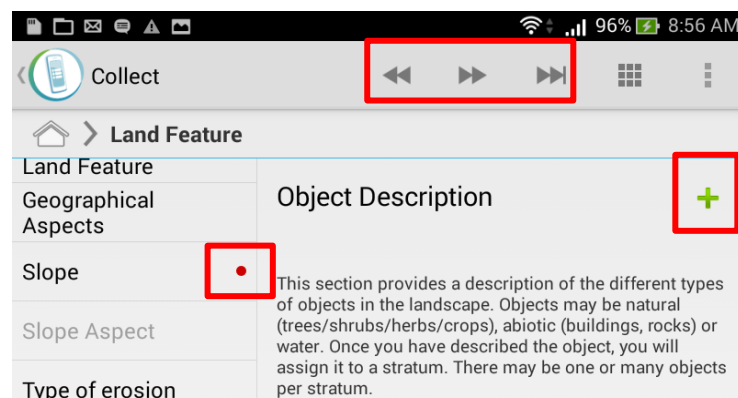 96% 8:56 AM
Collect
Land Feature
Land Feature
Geographical
Aspects
Slope
Slope Aspect
Type of erosion
Object Description
This section provides a description of the different types
of objects in the landscape. Objects may be natural
(trees/shrubs/herbs/crops), abiotic (buildings, rocks) or
water. Once you have described the object, you will
assign it to a stratum. There may be one or many objects
per stratum.